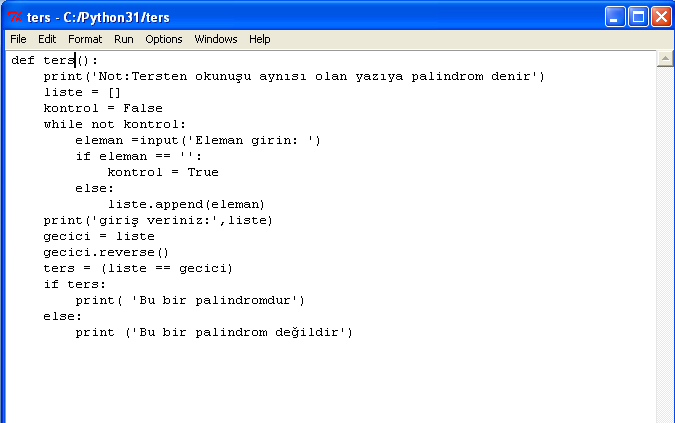 ters - C:/Python31/ters
File Edit Format Run Options Windows Help
def ters():
    print('Not:Tersten okunuşu aynısı olan yazıya palindrom denir')
    liste = []
    kontrol = False
    while not kontrol:
        eleman =input('Eleman girin: ')
        if eleman == '':
            kontrol = True
        else:
            liste.append(eleman)
    print('giriş veriniz:',liste)
    gecici = liste
    gecici.reverse()
    ters = (liste == gecici)
    if ters:
        print( 'Bu bir palindromdur')
    else:
        print ('Bu bir palindrom değildir')